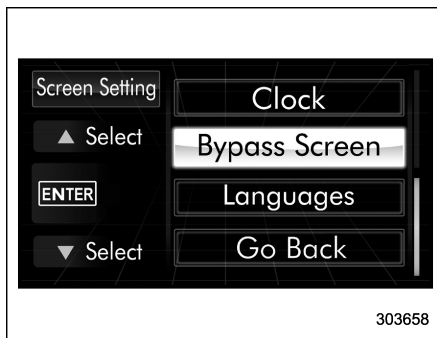 Screen Setting
▲ Select
ENTER
▼ Select
Clock
Bypass Screen
Languages
Go Back
303658